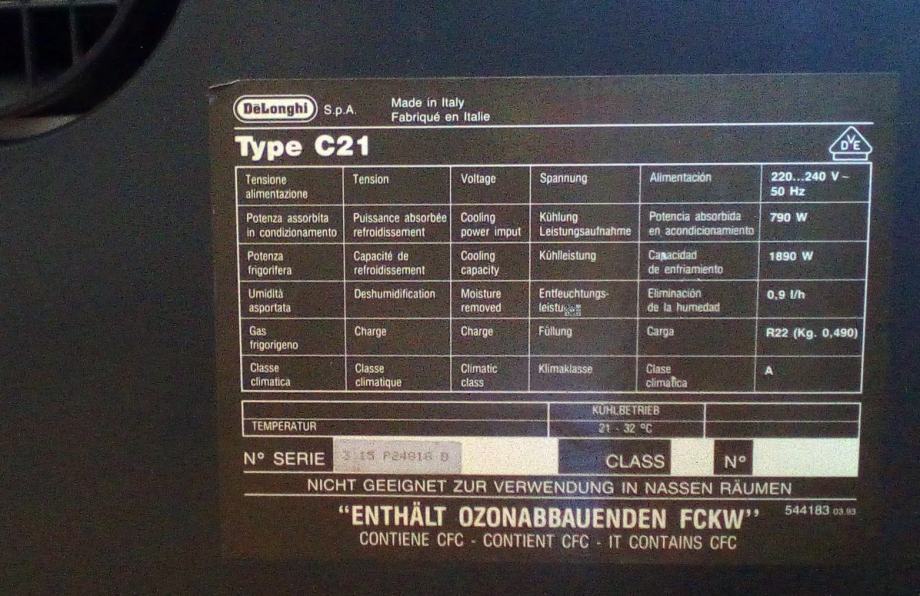 DeLonghi S.p.A. Made in Italy
Fabriqué en Italie
Type C21
DVE
Tensione alimentazione Tension Voltage Spannung Alimentación 220...240 V~ 50 Hz
Potenza assorbita in condizionamento Puissance absorbée refroidissement Cooling power imput Kühlung Leistungsaufnahme Potencia absorbida en acondicionamiento 790 W
Potenza frigorifera Capacité de refroidissement Cooling capacity Kühlleistung Capacidad de enfriamiento 1890 W
Umidità asportata Deshumidification Moisture removed Entfeuchtungs- Eliminación de la humedad 0,9 l/h
Gas frigorigeno Charge Charge Füllung Carga R22 (Kg. 0,490)
Classe climatica Classe climatique Climatic class Klimaklasse Clase climatica A
KÜHLBETRIEB
TEMPERATUR 21 - 32 °C
N° SERIE CLASS N°
NICHT GEEIGNET ZUR VERWENDUNG IN NASSEN RÄUMEN
“ENTHÄLT OZONABBAUENDEN FCKW” 544183 03.93
CONTIENE CFC - CONTIENT CFC - IT CONTAINS CFC